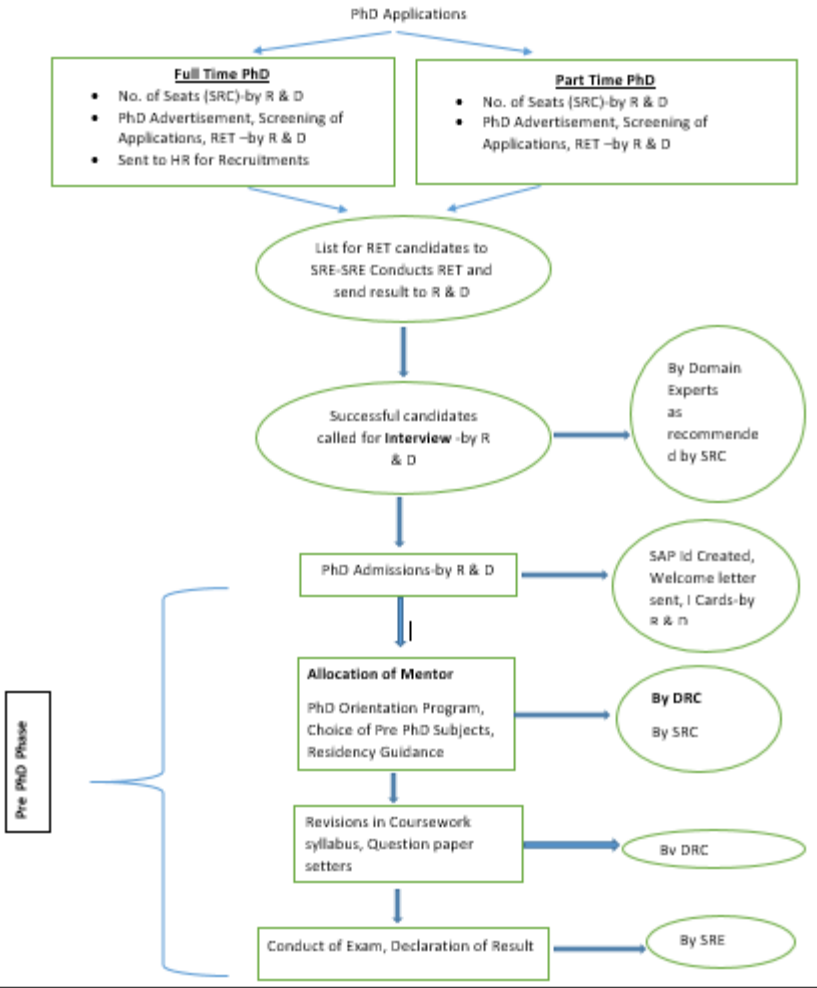 PhD Applications
Full Time PhD
• No. of Seats (SRC)-by R & D
• PhD Advertisement, Screening of
Applications, RET –by R & D
• Sent to HR for Recruitments
Part Time PhD
• No. of Seats (SRC)-by R & D
• PhD Advertisement, Screening of
Applications, RET –by R & D
List for RET candidates to
SRE-SRE Conducts RET and
send result to R & D
Successful candidates
called for Interview -by R
& D
By Domain
Experts
as
recommende
d by SRC
PhD Admissions-by R & D
SAP Id Created,
Welcome letter
sent, I Cards-by
R & D
Allocation of Mentor
PhD Orientation Program,
Choice of Pre PhD Subjects,
Residency Guidance
By DRC
By SRC
Pre PhD Phase
Revisions in Coursework
syllabus, Question paper
setters
By DRC
Conduct of Exam, Declaration of Result
By SRE